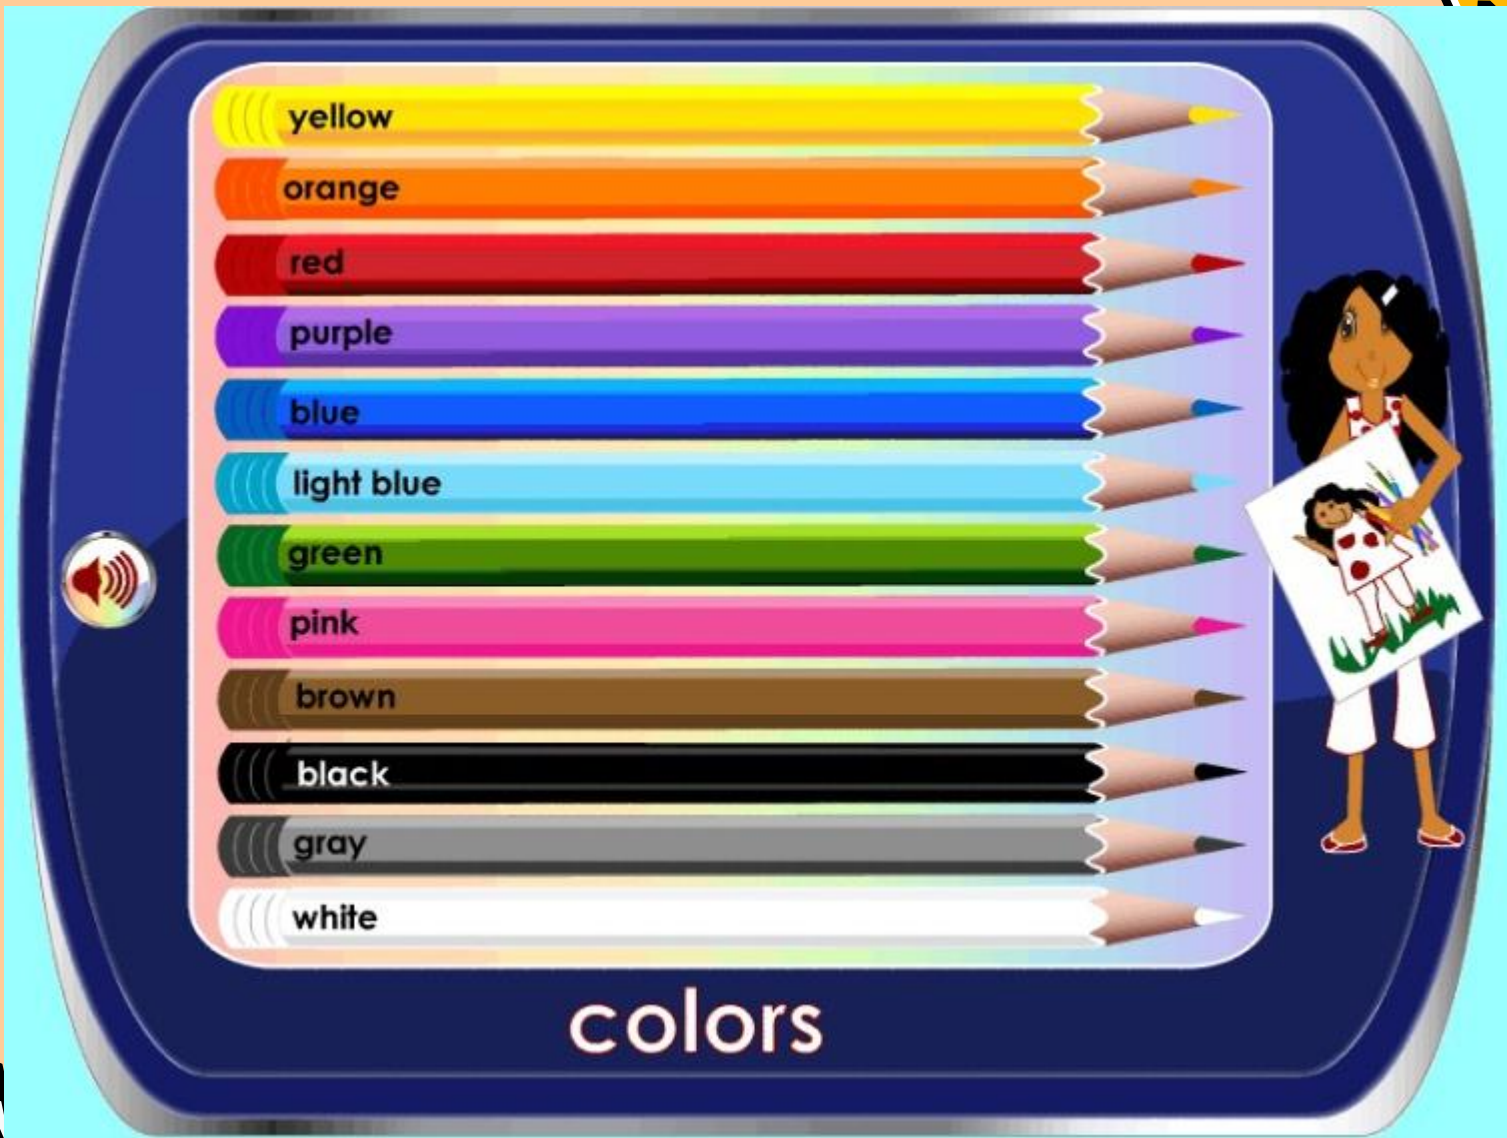 yellow
orange
red
purple
blue
light blue
green
pink
brown
black
gray
white
colors